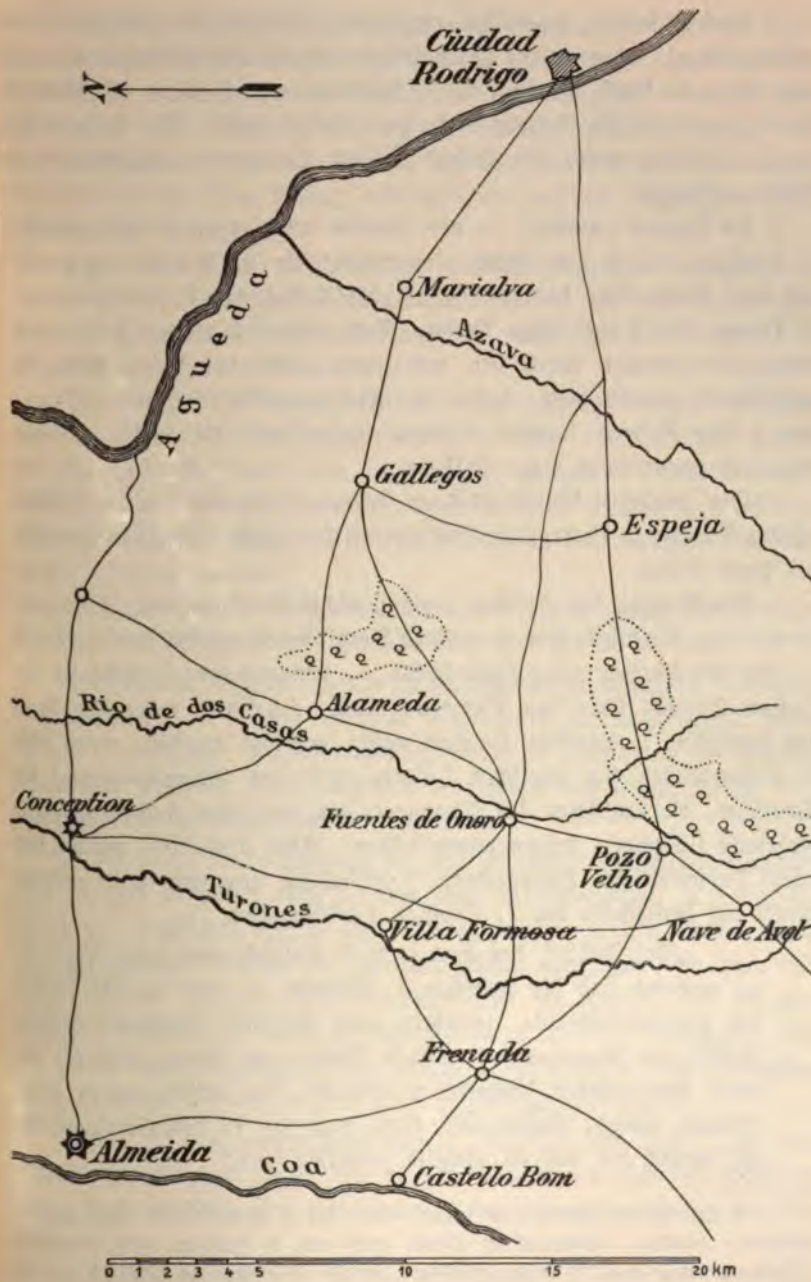 Ciudad
Rodrigo
N
Agueda
Marialva
Azava
Gallegos
Espeja
Alameda
Rio de dos Casas
Conception
Fuentes de Onoro
Pozo
Velho
Turones
Villa Formosa
Nave de Avel
Frenada
Almeida
Coa
Castello Bom
0 1 2 3 4 5 10 15 20 km